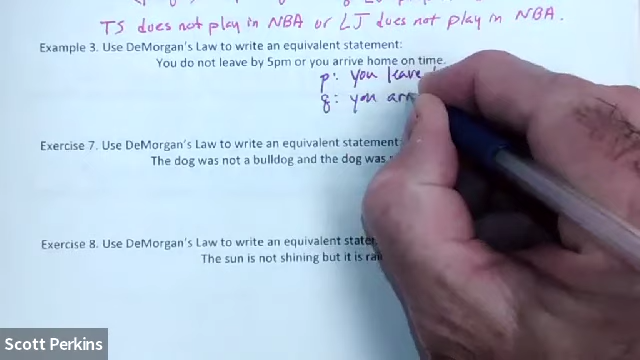 TS does not play in NBA or LJ does not play in NBA.
Example 3. Use DeMorgan's Law to write an equivalent statement:
You do not leave by 5pm or you arrive home on time.
p: you leave
q: you arr
Exercise 7. Use DeMorgan's Law to write an equivalent statement:
The dog was not a bulldog and the dog was
Exercise 8. Use DeMorgan's Law to write an equivalent
The sun is not shining but it is
Scott Perkins